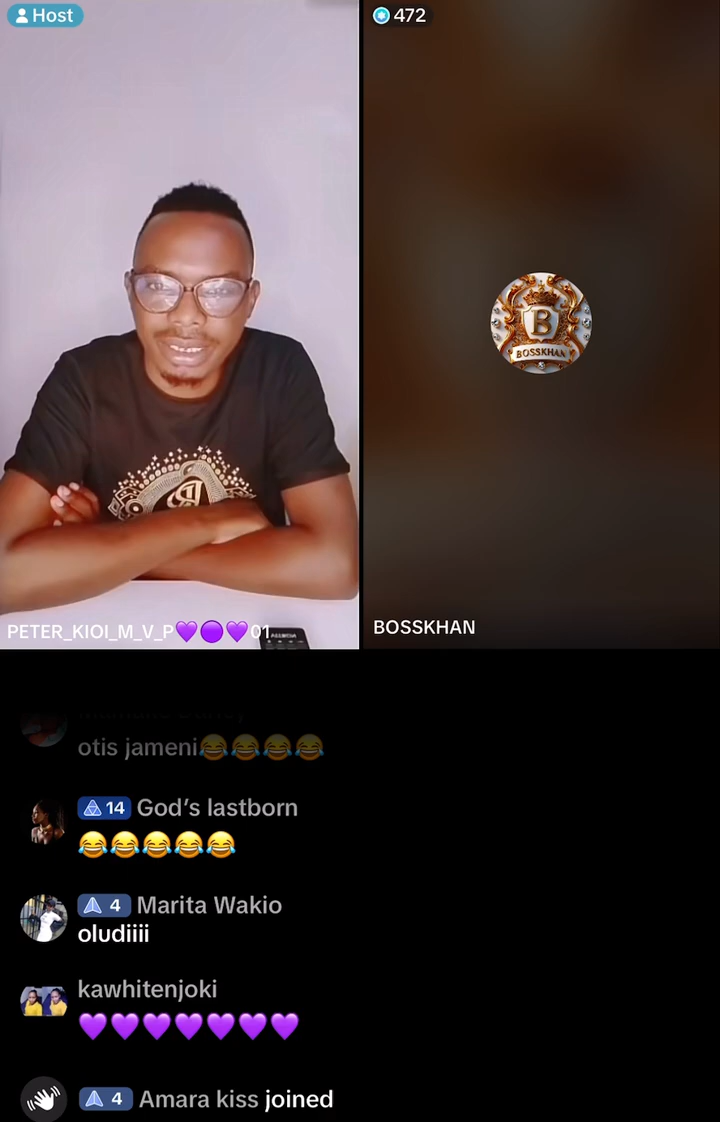 Host
472
B
BOSSKHAN
PETER_KIOI_M_V_P💜🟣💜01
BOSSKHAN
otis jameni😂😂😂😂
14 God's lastborn
😂😂😂😂😂
4 Marita Wakio
oludiiii
kawhitenjoki
💜💜💜💜💜💜💜
4 Amara kiss joined